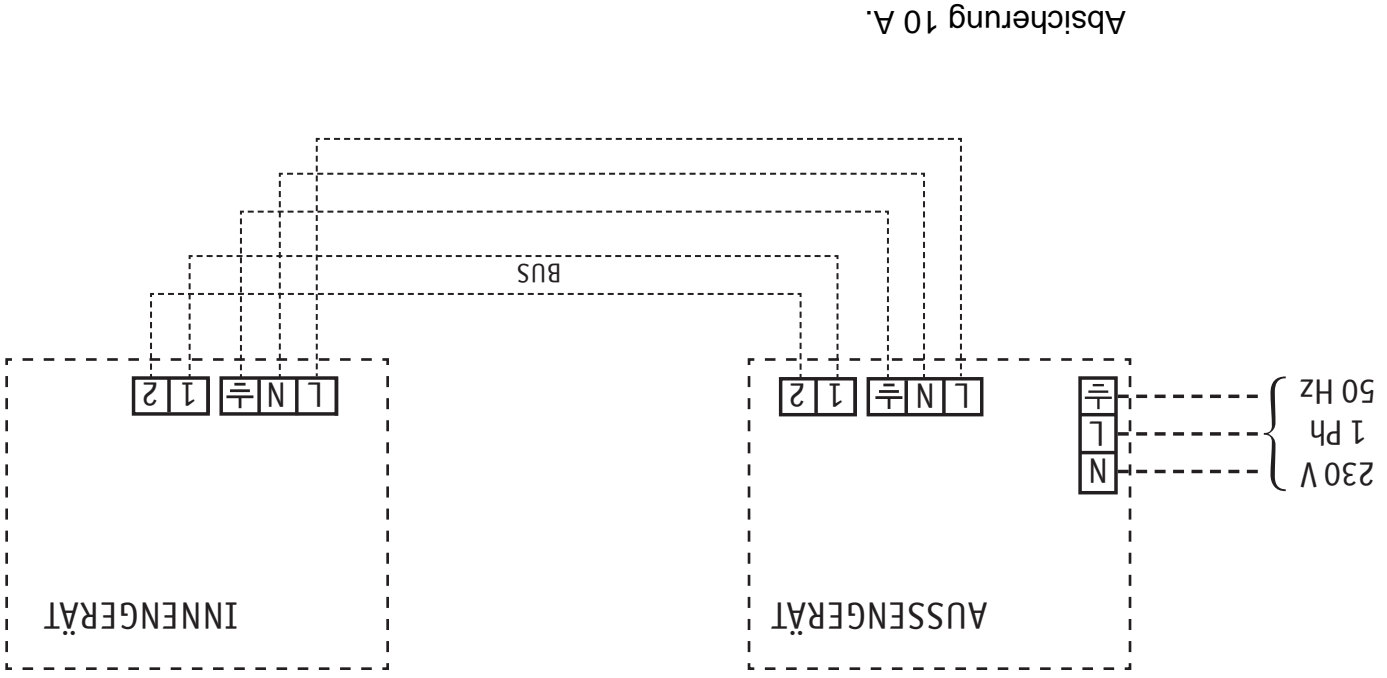 AUSSENGERÄT
INNENGERÄT
230 V
1 Ph
50 Hz
N
L
L N 1 2
L N 1 2
BUS
Absicherung 10 A.